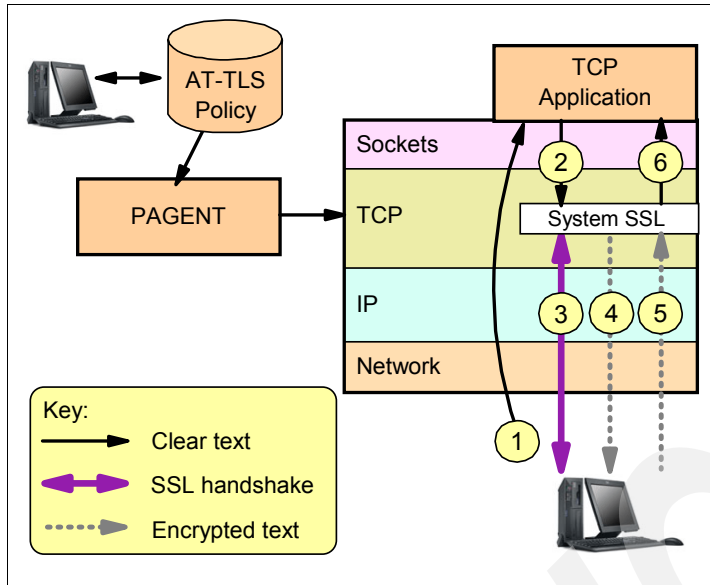 AT-TLS
Policy
TCP
Application
Sockets
2
6
PAGENT
TCP
System SSL
IP
3
4
5
Network
1
Key:
Clear text
SSL handshake
Encrypted text